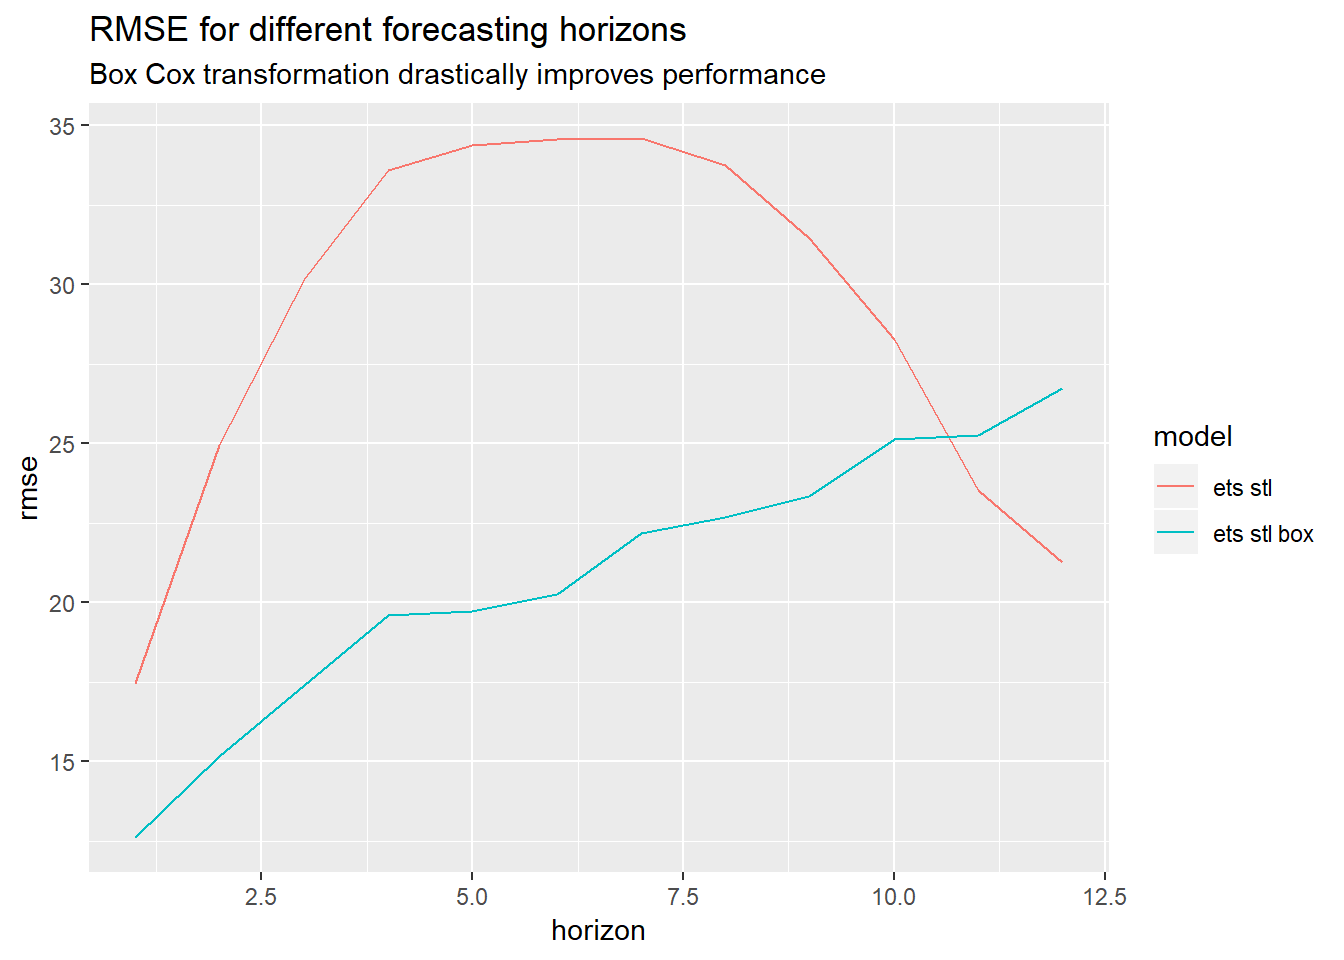 RMSE for different forecasting horizons
Box Cox transformation drastically improves performance
35
30
25
20
15
rmse
2.5
5.0
7.5
10.0
12.5
horizon
model
ets stl
ets stl box